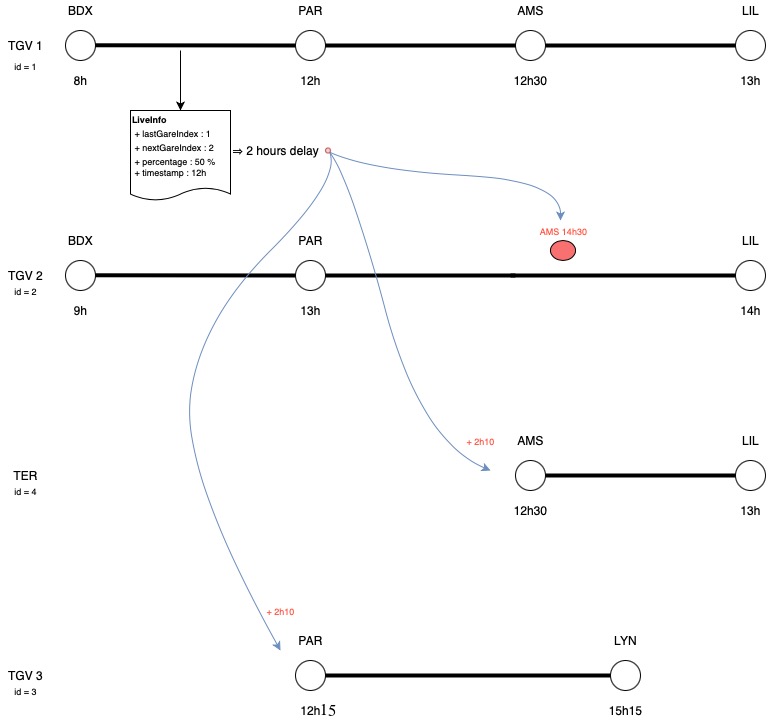 BDX PAR AMS LIL
TGV 1
id = 1
8h 12h 12h30 13h
LiveInfo
+ lastGareIndex : 1
+ nextGareIndex : 2
+ percentage : 50 %
+ timestamp : 12h
⇒ 2 hours delay
AMS 14h30
BDX PAR LIL
TGV 2
id = 2
9h 13h 14h
+ 2h10
AMS LIL
TER
id = 4
12h30 13h
+ 2h10
PAR LYN
TGV 3
id = 3
12h15 15h15